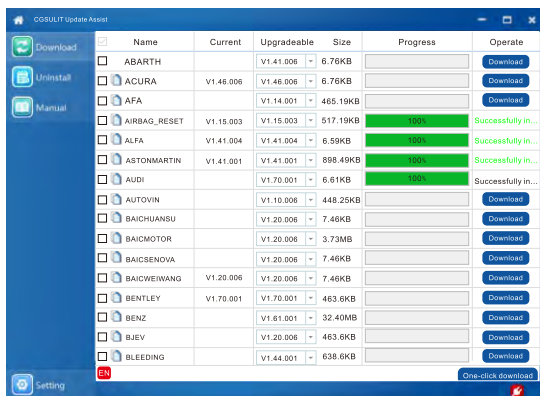 CGSULIT Update Assist
Download
Uninstall
Manual
Setting
Name Current Upgradeable Size Progress Operate
ABARTH V1.41.006 6.76KB Download
ACURA V1.46.006 V1.46.006 6.76KB Download
AFA V1.14.001 465.19KB Download
AIRBAG_RESET V1.15.003 V1.15.003 517.19KB 100% Successfully in...
ALFA V1.41.004 V1.41.004 6.59KB 100% Successfully in...
ASTONMARTIN V1.41.001 V1.41.001 898.49KB 100% Successfully in...
AUDI V1.70.001 6.61KB 100% Successfully in...
AUTOVIN V1.10.006 448.25KB Download
BAICHUANSU V1.20.006 7.46KB Download
BAICMOTOR V1.20.006 3.73MB Download
BAICSENOVA V1.20.006 7.46KB Download
BAICWEIWANG V1.20.006 V1.20.006 7.46KB Download
BENTLEY V1.70.001 V1.70.001 463.6KB Download
BENZ V1.61.001 32.40MB Download
BJEV V1.20.006 463.6KB Download
BLEEDING V1.44.001 638.6KB Download
EN
One-click download